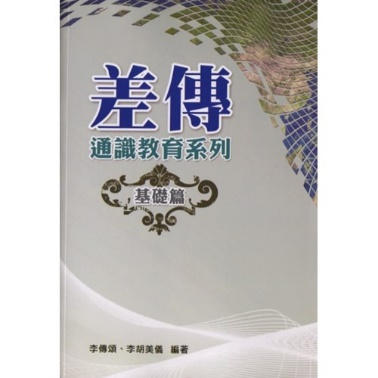 差傳
通識教育系列
基礎篇
李傳頌、李胡美儀 編著